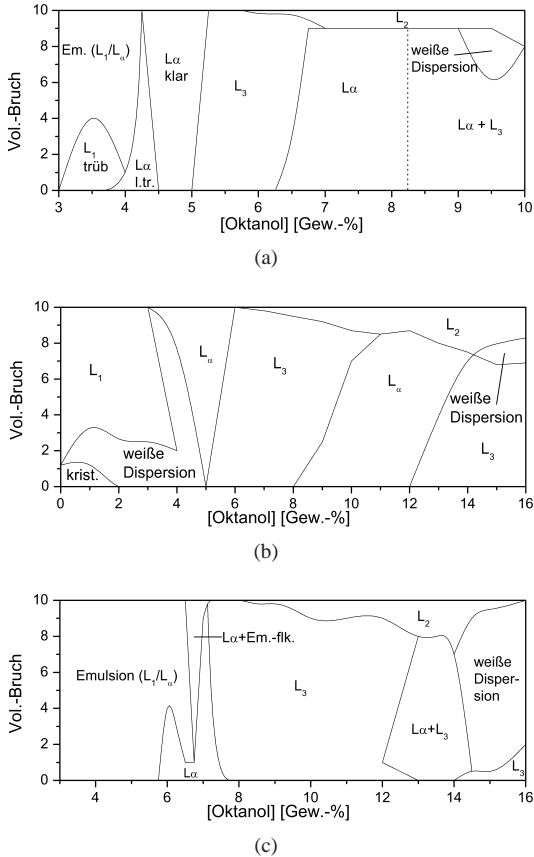 10
8
6
4
2
0
Vol.-Bruch
Em. (L1/Lα)
L1
trüb
Lα
l.tr.
Lα
klar
L3
Lα
L2
weiße
Dispersion
Lα + L3
3 4 5 6 7 8 9 10
[Oktanol] [Gew.-%]
(a)
10
8
6
4
2
0
Vol.-Bruch
L1
krist.
weiße
Dispersion
Lα
L3
Lα
L2
weiße
Dispersion
L3
0 2 4 6 8 10 12 14 16
[Oktanol] [Gew.-%]
(b)
10
8
6
4
2
0
Vol.-Bruch
Emulsion (L1/Lα)
Lα+Em.-flk.
Lα
L3
L2
Lα+L3
weiße
Disper-
sion
L3
4 6 8 10 12 14 16
[Oktanol] [Gew.-%]
(c)